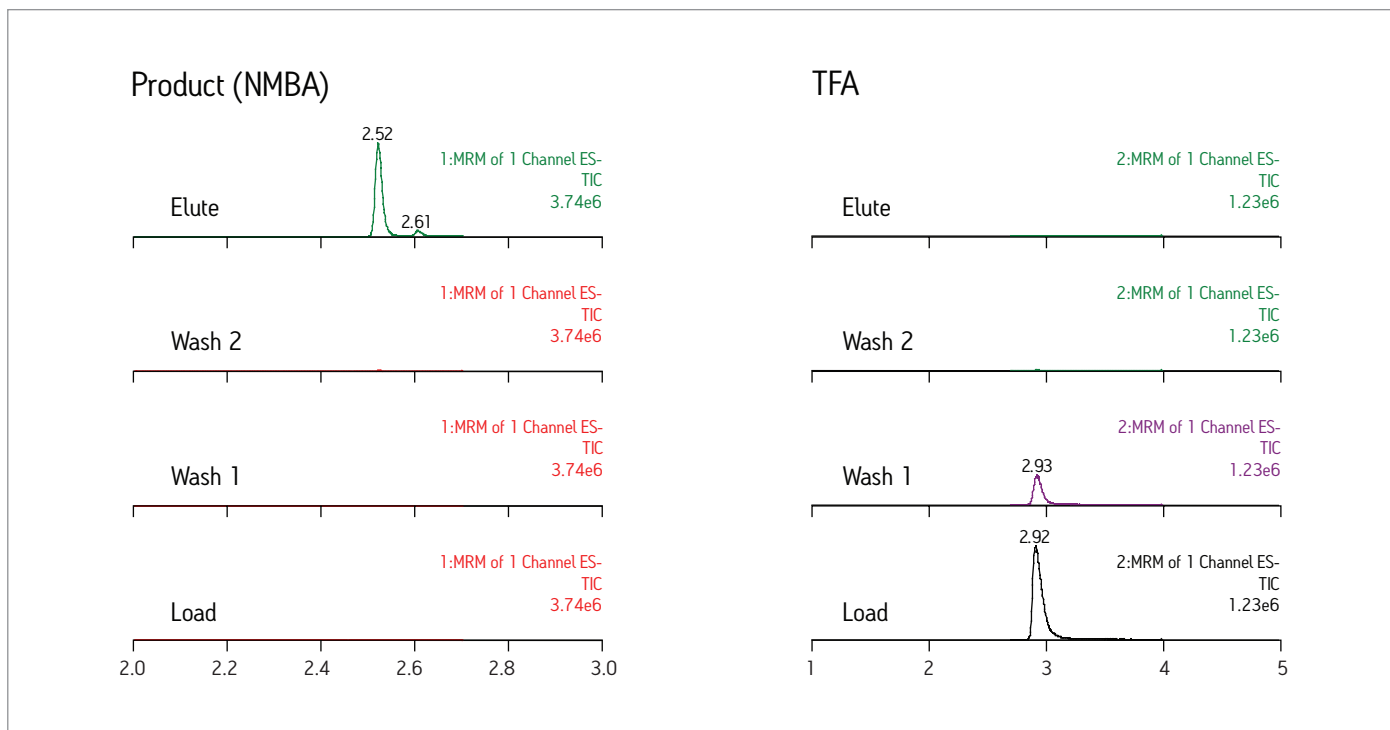 Product (NMBA)
2.52
1:MRM of 1 Channel ES-
TIC
3.74e6
Elute
2.61
1:MRM of 1 Channel ES-
TIC
3.74e6
Wash 2
1:MRM of 1 Channel ES-
TIC
3.74e6
Wash 1
1:MRM of 1 Channel ES-
TIC
3.74e6
Load
2.0 2.2 2.4 2.6 2.8 3.0
TFA
2:MRM of 1 Channel ES-
TIC
1.23e6
Elute
2:MRM of 1 Channel ES-
TIC
1.23e6
Wash 2
2:MRM of 1 Channel ES-
TIC
1.23e6
2.93
Wash 1
2.92
2:MRM of 1 Channel ES-
TIC
1.23e6
Load
1 2 3 4 5